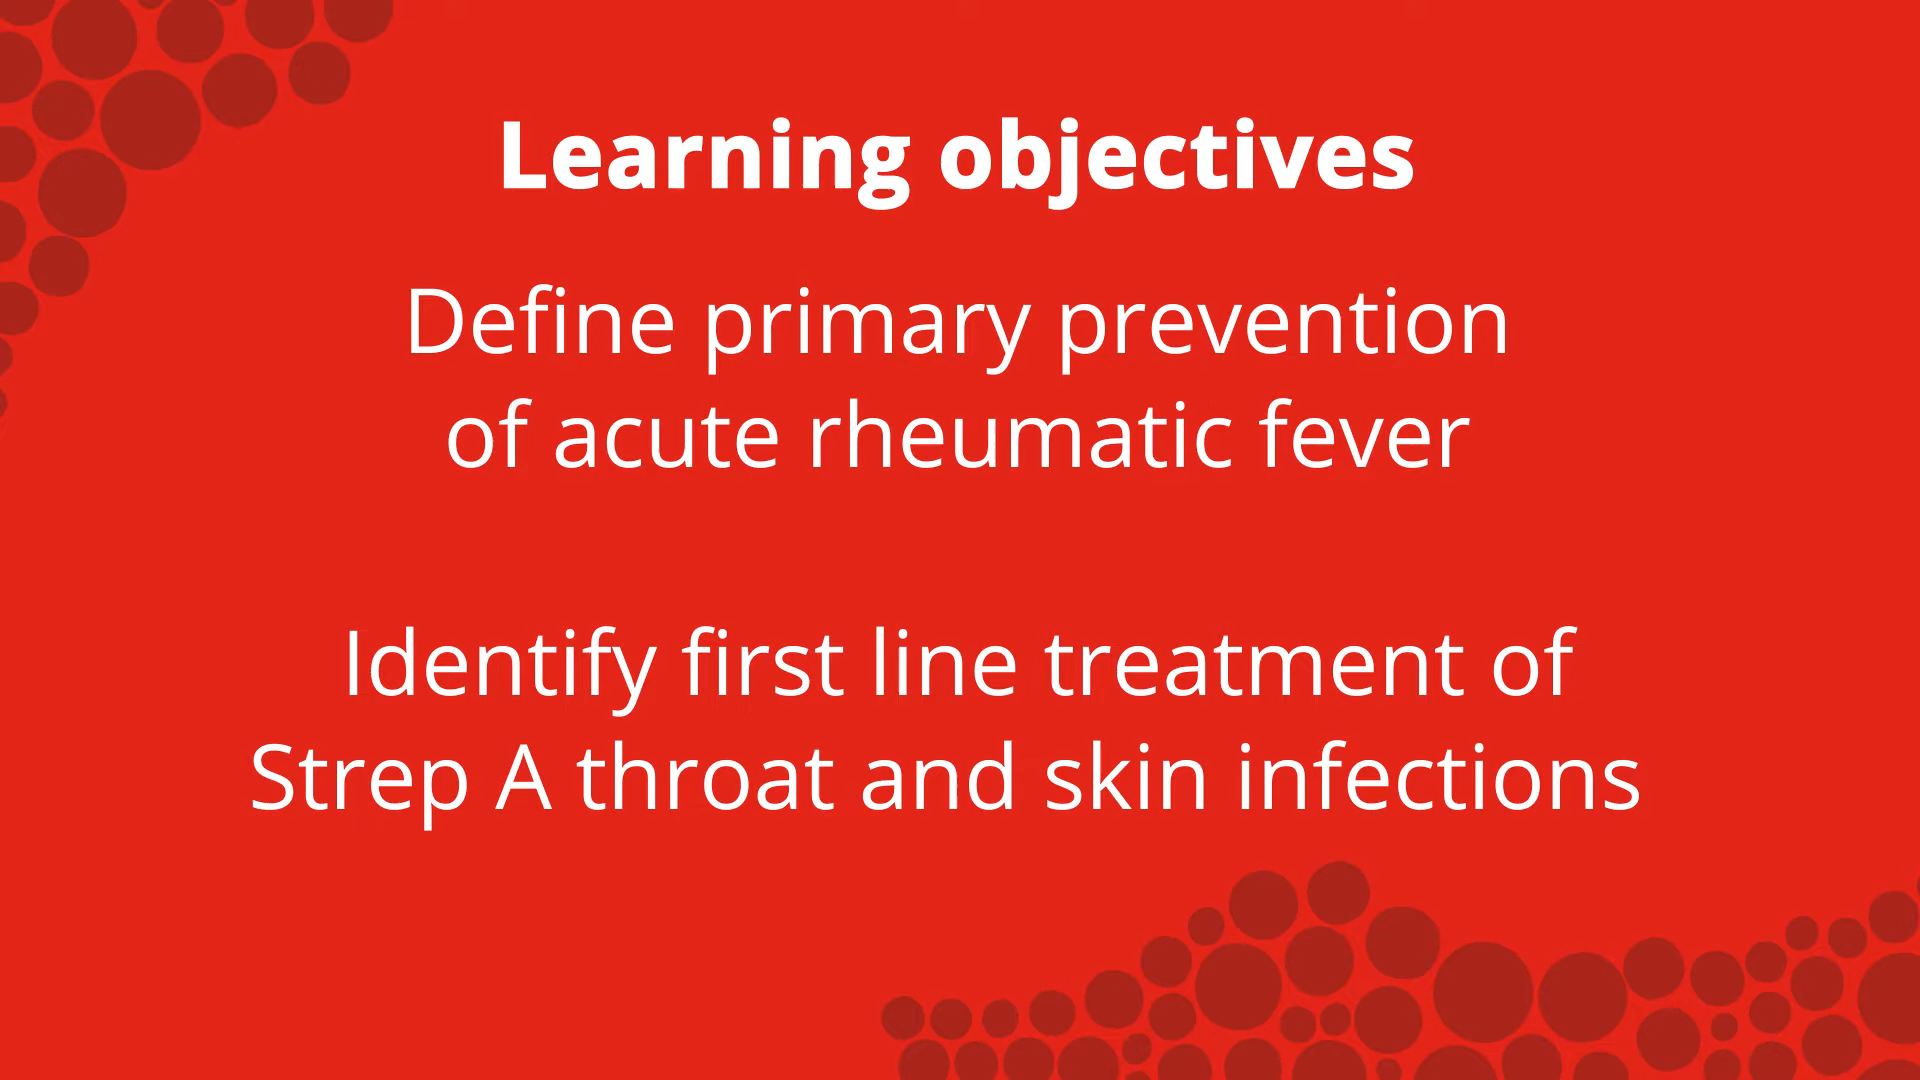 Learning objectives
Define primary prevention
of acute rheumatic fever
Identify first line treatment of
Strep A throat and skin infections